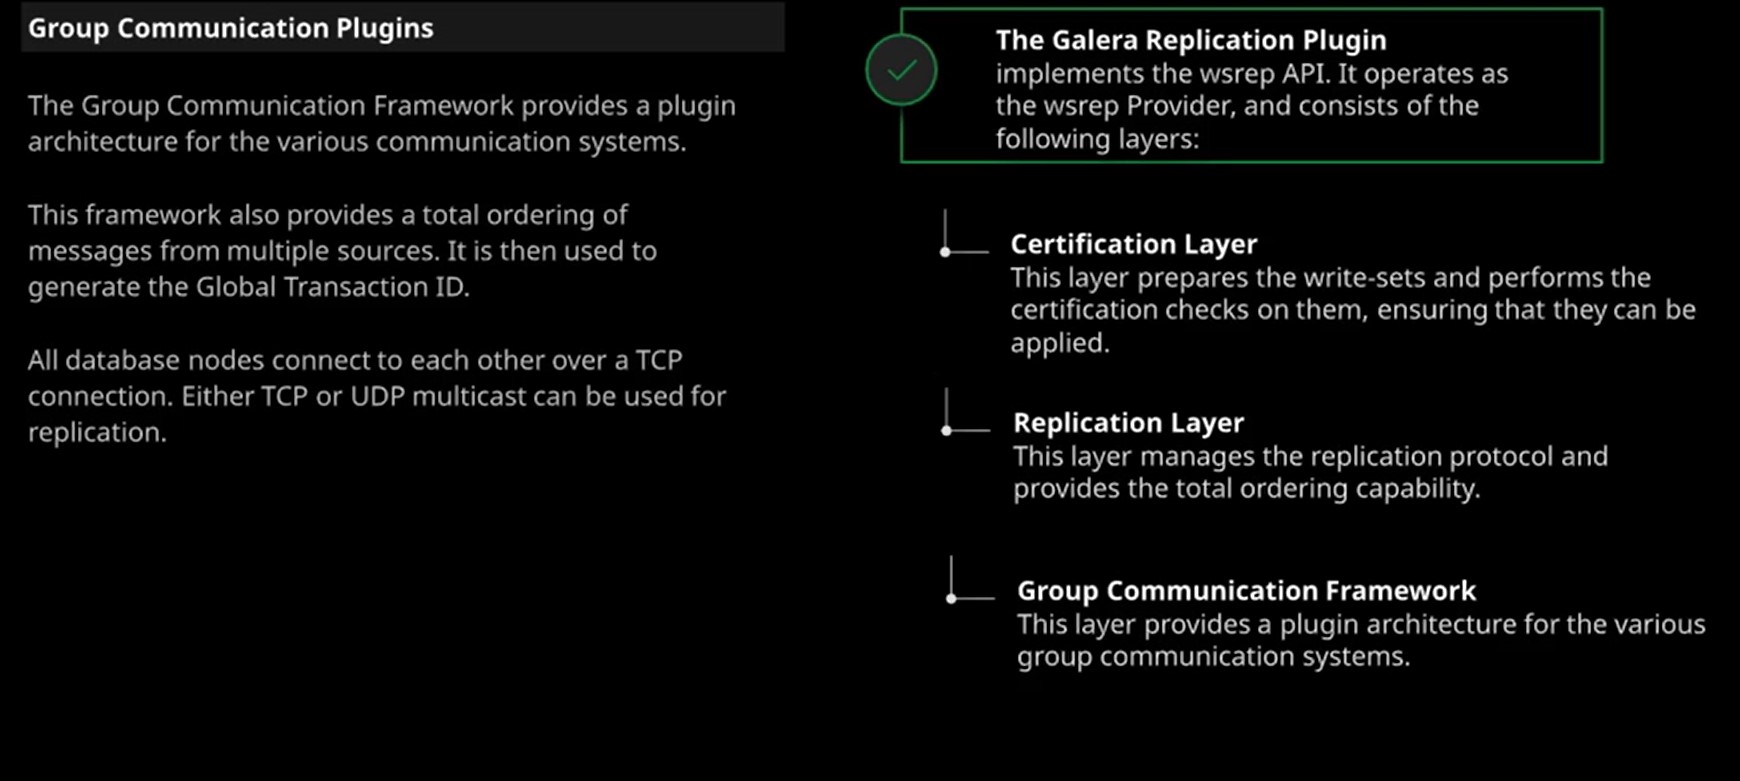 Group Communication Plugins
The Group Communication Framework provides a plugin
architecture for the various communication systems.
This framework also provides a total ordering of
messages from multiple sources. It is then used to
generate the Global Transaction ID.
All database nodes connect to each other over a TCP
connection. Either TCP or UDP multicast can be used for
replication.
The Galera Replication Plugin
implements the wsrep API. It operates as
the wsrep Provider, and consists of the
following layers:
Certification Layer
This layer prepares the write-sets and performs the
certification checks on them, ensuring that they can be
applied.
Replication Layer
This layer manages the replication protocol and
provides the total ordering capability.
Group Communication Framework
This layer provides a plugin architecture for the various
group communication systems.